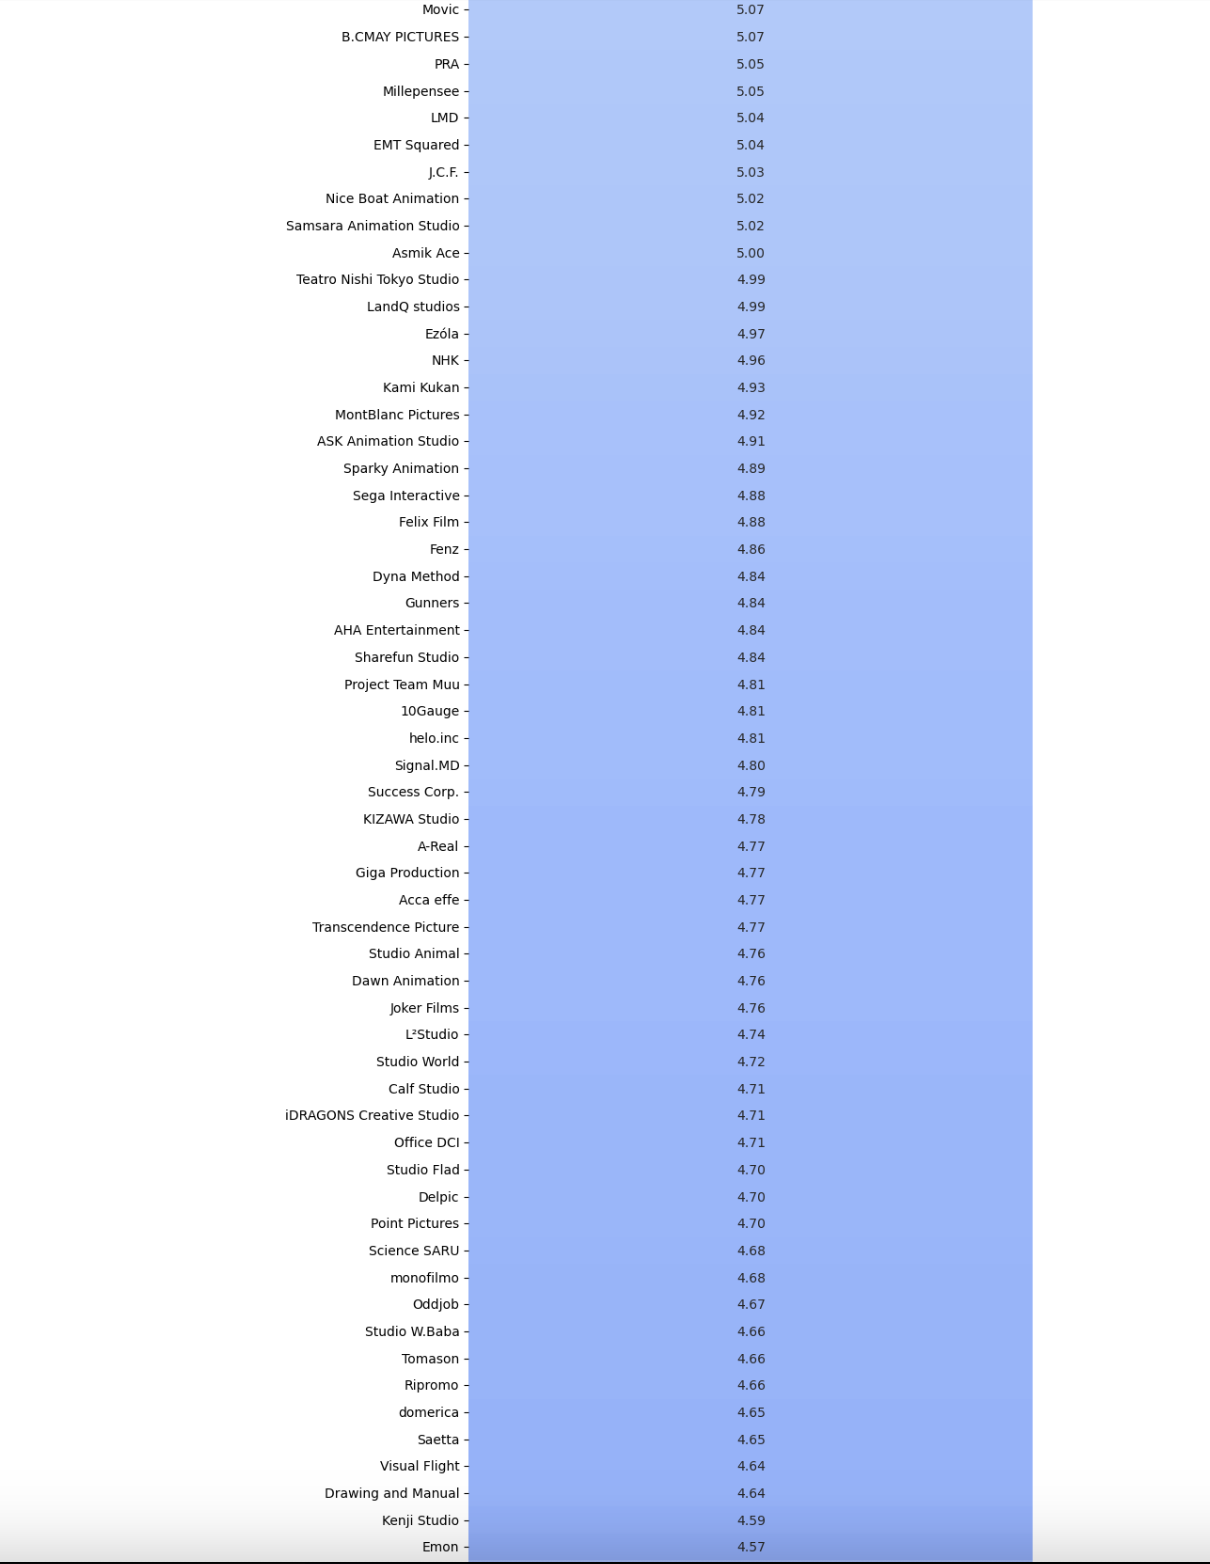 Movic 5.07
B.CMAY PICTURES 5.07
PRA 5.05
Millepensee 5.05
LMD 5.04
EMT Squared 5.04
J.C.F. 5.03
Nice Boat Animation 5.02
Samsara Animation Studio 5.02
Asmik Ace 5.00
Teatro Nishi Tokyo Studio 4.99
LandQ studios 4.99
Ezóla 4.97
NHK 4.96
Kami Kukan 4.93
MontBlanc Pictures 4.92
ASK Animation Studio 4.91
Sparky Animation 4.89
Sega Interactive 4.88
Felix Film 4.88
Fenz 4.86
Dyna Method 4.84
Gunners 4.84
AHA Entertainment 4.84
Sharefun Studio 4.84
Project Team Muu 4.81
10Gauge 4.81
helo.inc 4.81
Signal.MD 4.80
Success Corp. 4.79
KIZAWA Studio 4.78
A-Real 4.77
Giga Production 4.77
Acca effe 4.77
Transcendence Picture 4.77
Studio Animal 4.76
Dawn Animation 4.76
Joker Films 4.76
L²Studio 4.74
Studio World 4.72
Calf Studio 4.71
iDRAGONS Creative Studio 4.71
Office DCI 4.71
Studio Flad 4.70
Delpic 4.70
Point Pictures 4.70
Science SARU 4.68
monofilmo 4.68
Oddjob 4.67
Studio W.Baba 4.66
Tomason 4.66
Ripromo 4.66
domerica 4.65
Saetta 4.65
Visual Flight 4.64
Drawing and Manual 4.64
Kenji Studio 4.59
Emon 4.57